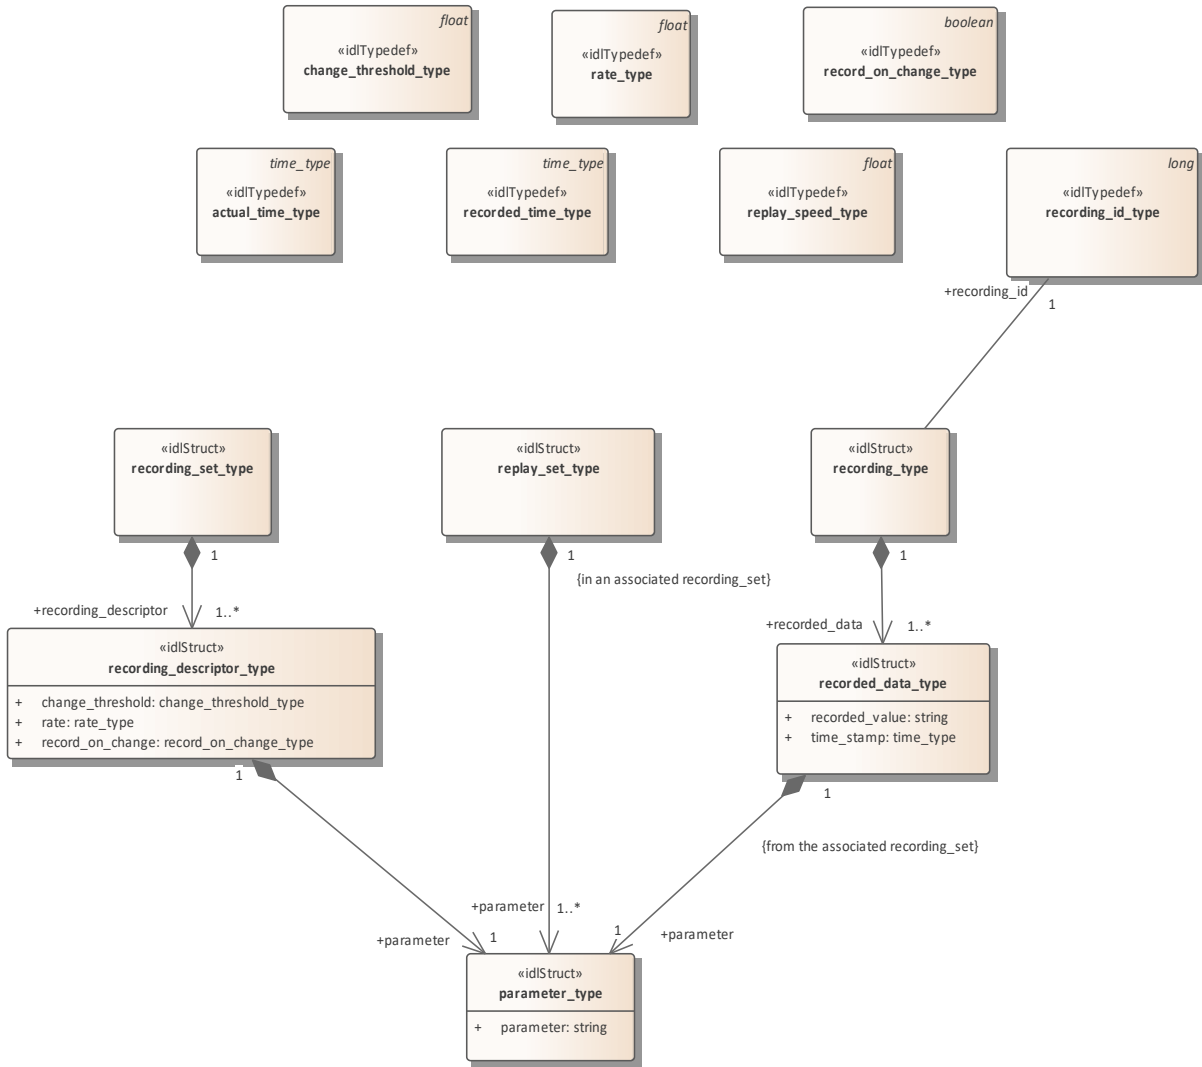 float
«idlTypedef»
change_threshold_type
float
«idlTypedef»
rate_type
boolean
«idlTypedef»
record_on_change_type
time_type
«idlTypedef»
actual_time_type
time_type
«idlTypedef»
recorded_time_type
float
«idlTypedef»
replay_speed_type
long
«idlTypedef»
recording_id_type
+recording_id
1
«idlStruct»
recording_set_type
«idlStruct»
replay_set_type
«idlStruct»
recording_type
1
1
{in an associated recording_set}
1
+recording_descriptor
1..*
+recorded_data
1..*
«idlStruct»
recording_descriptor_type
+ change_threshold: change_threshold_type
+ rate: rate_type
+ record_on_change: record_on_change_type
«idlStruct»
recorded_data_type
+ recorded_value: string
+ time_stamp: time_type
1
1
{from the associated recording_set}
+parameter
1..*
+parameter
1
1
+parameter
«idlStruct»
parameter_type
+ parameter: string